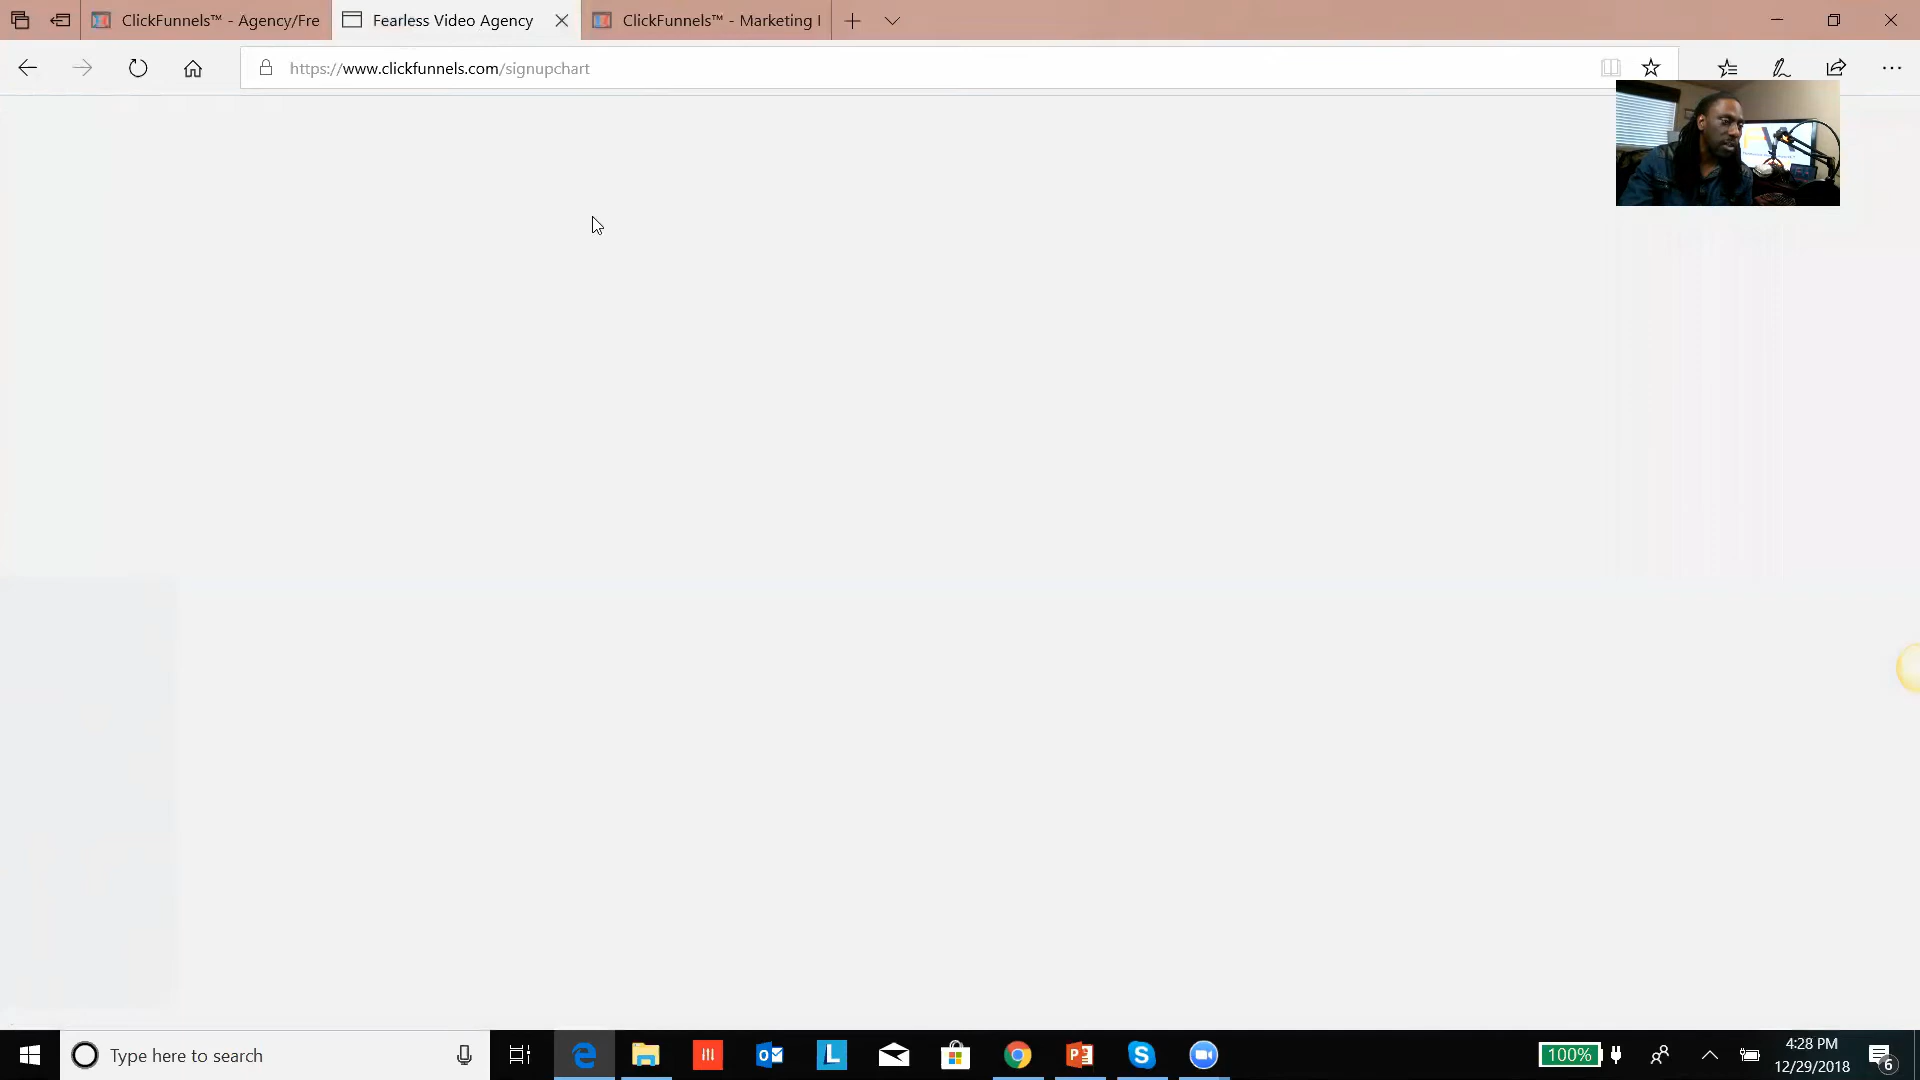 ClickFunnels™ - Agency/Fre
Fearless Video Agency
ClickFunnels™ - Marketing I
https://www.clickfunnels.com/signupchart
Type here to search
100%
4:28 PM
12/29/2018
6